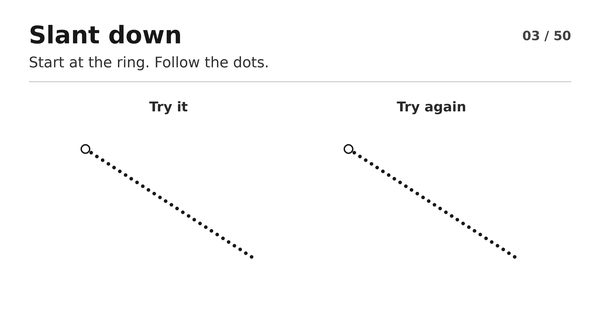 Slant down
03 / 50
Start at the ring. Follow the dots.
Try it
Try again